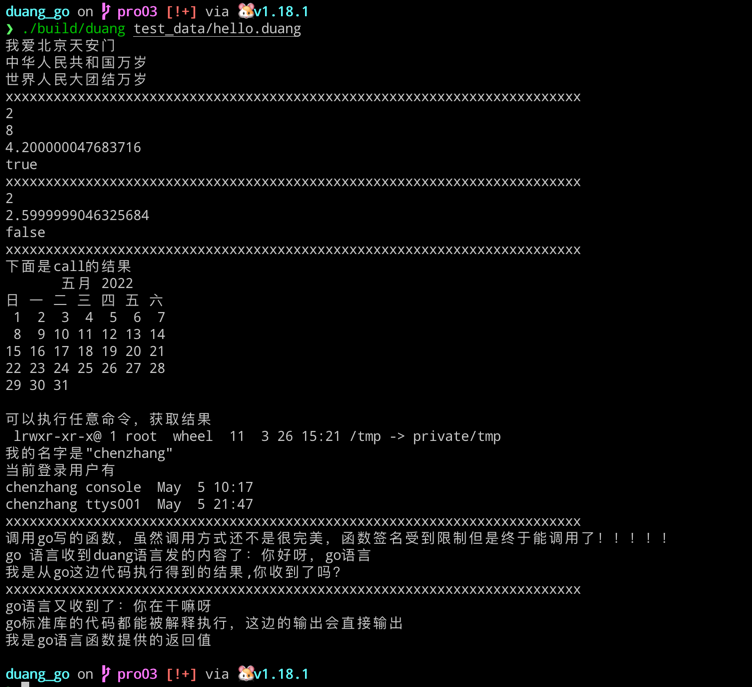 duang_go on pro03 [!+] via 🐹v1.18.1
❯ ./build/duang test_data/hello.duang
我爱北京天安门
中华人民共和国万岁
世界人民大团结万岁
xxxxxxxxxxxxxxxxxxxxxxxxxxxxxxxxxxxxxxxxxxxxxxxxxxxxxxxxxxxxxxxxxxxxxxxx
2
8
4.200000047683716
true
xxxxxxxxxxxxxxxxxxxxxxxxxxxxxxxxxxxxxxxxxxxxxxxxxxxxxxxxxxxxxxxxxxxxxxxx
2
2.5999999046325684
false
xxxxxxxxxxxxxxxxxxxxxxxxxxxxxxxxxxxxxxxxxxxxxxxxxxxxxxxxxxxxxxxxxxxxxxxx
下面是call的结果
五月 2022
日 一 二 三 四 五 六
1 2 3 4 5 6 7
8 9 10 11 12 13 14
15 16 17 18 19 20 21
22 23 24 25 26 27 28
29 30 31
可以执行任意命令，获取结果
lrwxr-xr-x@ 1 root wheel 11 3 26 15:21 /tmp -> private/tmp
我的名字是"chenzhang"
当前登录用户有
chenzhang console May 5 10:17
chenzhang ttys001 May 5 21:47
xxxxxxxxxxxxxxxxxxxxxxxxxxxxxxxxxxxxxxxxxxxxxxxxxxxxxxxxxxxxxxxxxxxxxxxx
调用go写的函数，虽然调用方式还不是很完美，函数签名受到限制但是终于能调用了！！！！！
go 语言收到duang语言发的内容了：你好呀，go语言
我是从go这边代码执行得到的结果,你收到了吗?
xxxxxxxxxxxxxxxxxxxxxxxxxxxxxxxxxxxxxxxxxxxxxxxxxxxxxxxxxxxxxxxxxxxxxxxx
go语言又收到了：你在干嘛呀
go标准库的代码都能被解释执行，这边的输出会直接输出
我是go语言函数提供的返回值
duang_go on pro03 [!+] via 🐹v1.18.1